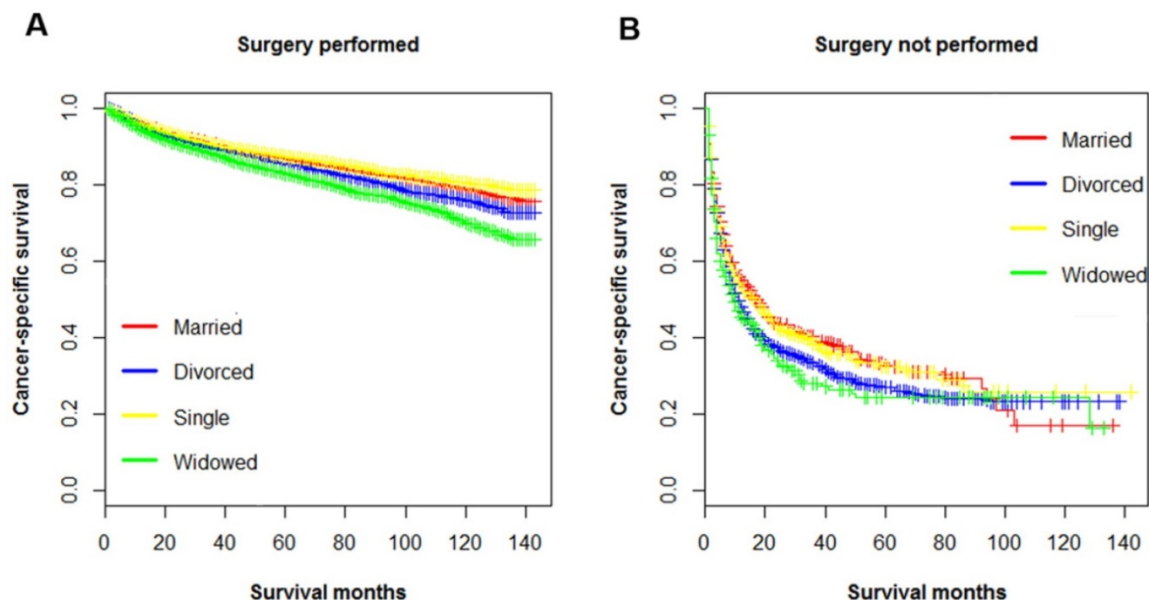 A
Surgery performed
Cancer-specific survival
1.0
0.8
0.6
0.4
0.2
0.0
Married
Divorced
Single
Widowed
0 20 40 60 80 100 120 140
Survival months
B
Surgery not performed
Cancer-specific survival
1.0
0.8
0.6
0.4
0.2
0.0
Married
Divorced
Single
Widowed
0 20 40 60 80 100 120 140
Survival months